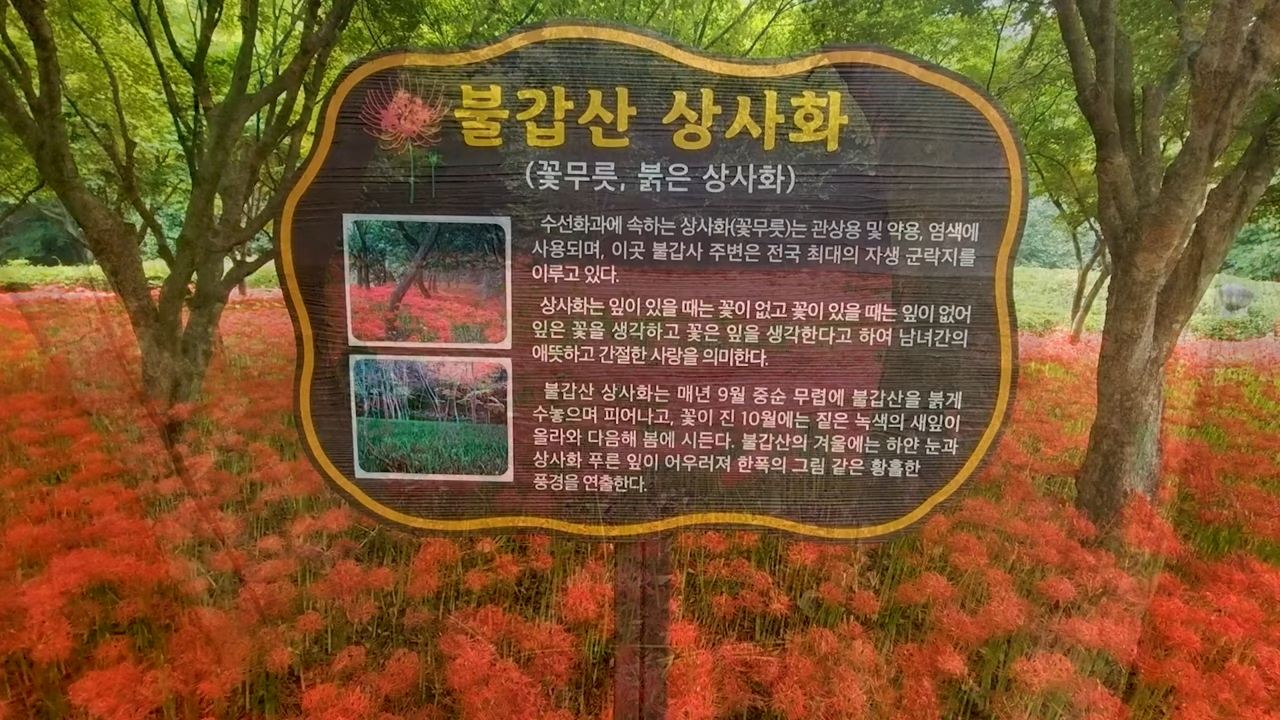 불갑산 상사화
(꽃무릇, 붉은 상사화)
수선화과에 속하는 상사화(꽃무릇)는 관상용 및 약용, 염색에
사용되며, 이곳 불갑사 주변은 전국 최대의 자생 군락지를
이루고 있다.
상사화는 잎이 있을 때는 꽃이 없고 꽃이 있을 때는 잎이 없어
잎은 꽃을 생각하고 꽃은 잎을 생각한다고 하여 남녀간의
애뜻하고 간절한 사랑을 의미한다.
불갑산 상사화는 매년 9월 중순 무렵에 불갑산을 붉게
수놓으며 피어나고, 꽃이 진 10월에는 짙은 녹색의 새잎이
올라와 다음해 봄에 시든다. 불갑산의 겨울에는 하얀 눈과
상사화 푸른 잎이 어우러져 한폭의 그림 같은 황홀한
풍경을 연출한다.